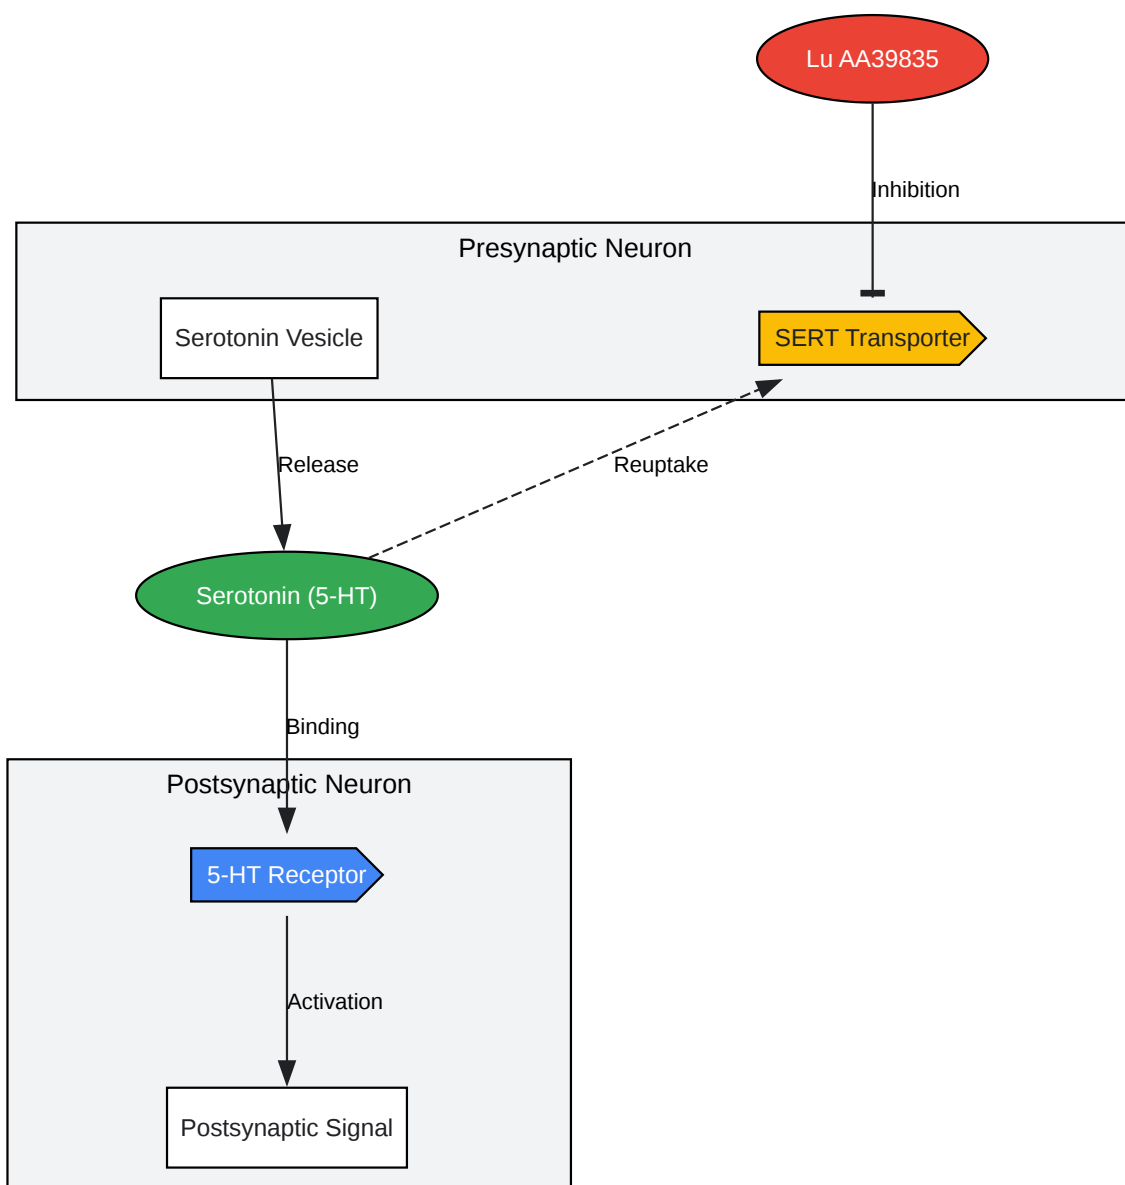 Lu AA39835
Inhibition
Presynaptic Neuron
Serotonin Vesicle
SERT Transporter
Release
Reuptake
Serotonin (5-HT)
Binding
Postsynaptic Neuron
5-HT Receptor
Activation
Postsynaptic Signal